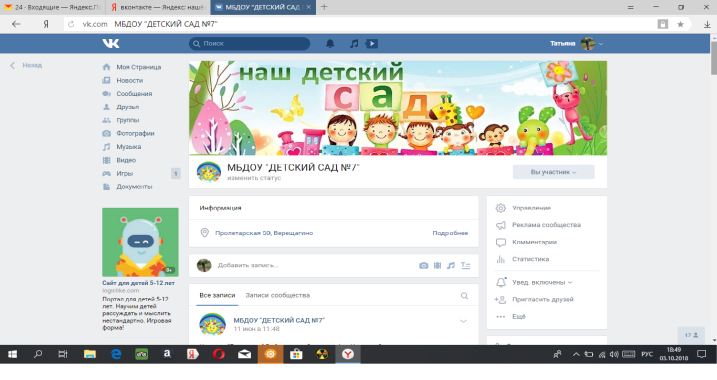 24 · Входящие — Яндекс.По
вконтакте — Яндекс: нашё
МБДОУ "ДЕТСКИЙ САД
vk.com МБДОУ "ДЕТСКИЙ САД №7"
Поиск
Татьяна
Назад
Моя Страница
Новости
Сообщения
Друзья
Группы
Фотографии
Музыка
Видео
Игры 1
Документы
наш детский
сад
МБДОУ "ДЕТСКИЙ САД №7"
изменить статус
Вы участник
Информация
Пролетарская 50, Верещагино
Подробнее
Добавить запись...
Все записи Записи сообщества
МБДОУ "ДЕТСКИЙ САД №7"
11 июн в 11:48
Управление
Реклама сообщества
Комментарии
Статистика
Увед. включены
Пригласить друзей
Ещё
Сайт для детей 5-12 лет
logiclike.com
Портал для детей 5-12
лет. Научим детей
рассуждать и мыслить
нестандартно. Игровая
форма!
17
РУС
18:49
03.10.2018